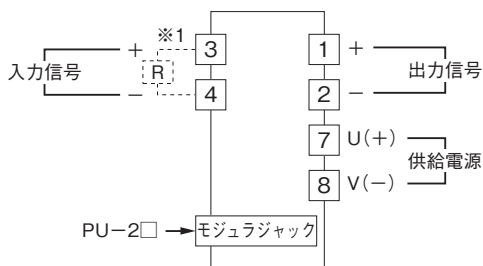 ※1
+ 3 1 +
入力信号 R 出力信号
− 4 2 −
7 U(+)
供給電源
8 V(−)
PU−2□ モジュラジャック